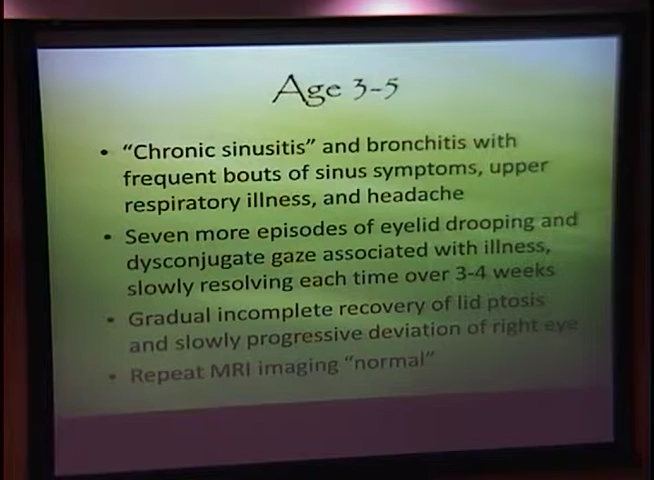 Age 3-5
• "Chronic sinusitis" and bronchitis with
frequent bouts of sinus symptoms, upper
respiratory illness, and headache
• Seven more episodes of eyelid drooping and
dysconjugate gaze associated with illness,
slowly resolving each time over 3-4 weeks
• Gradual incomplete recovery of lid ptosis
and slowly progressive deviation of right eye
• Repeat MRI imaging "normal"